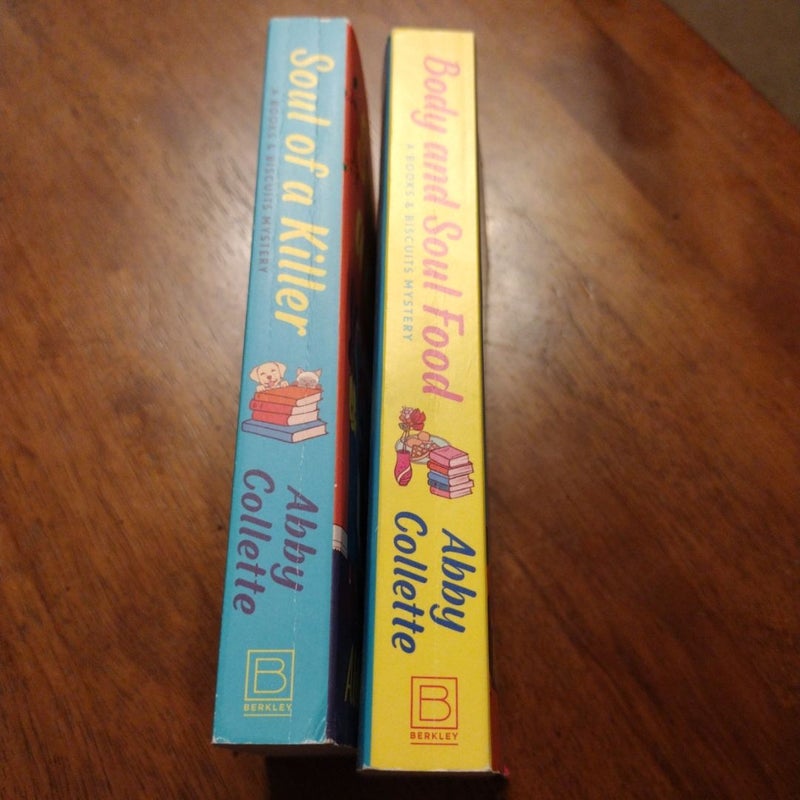 Soul of a Killer
A BOOKS & BISCUITS MYSTERY
Abby
Collette
B
BERKLEY
Body and Soul Food
A BOOKS & BISCUITS MYSTERY
Abby
Collette
B
BERKLEY